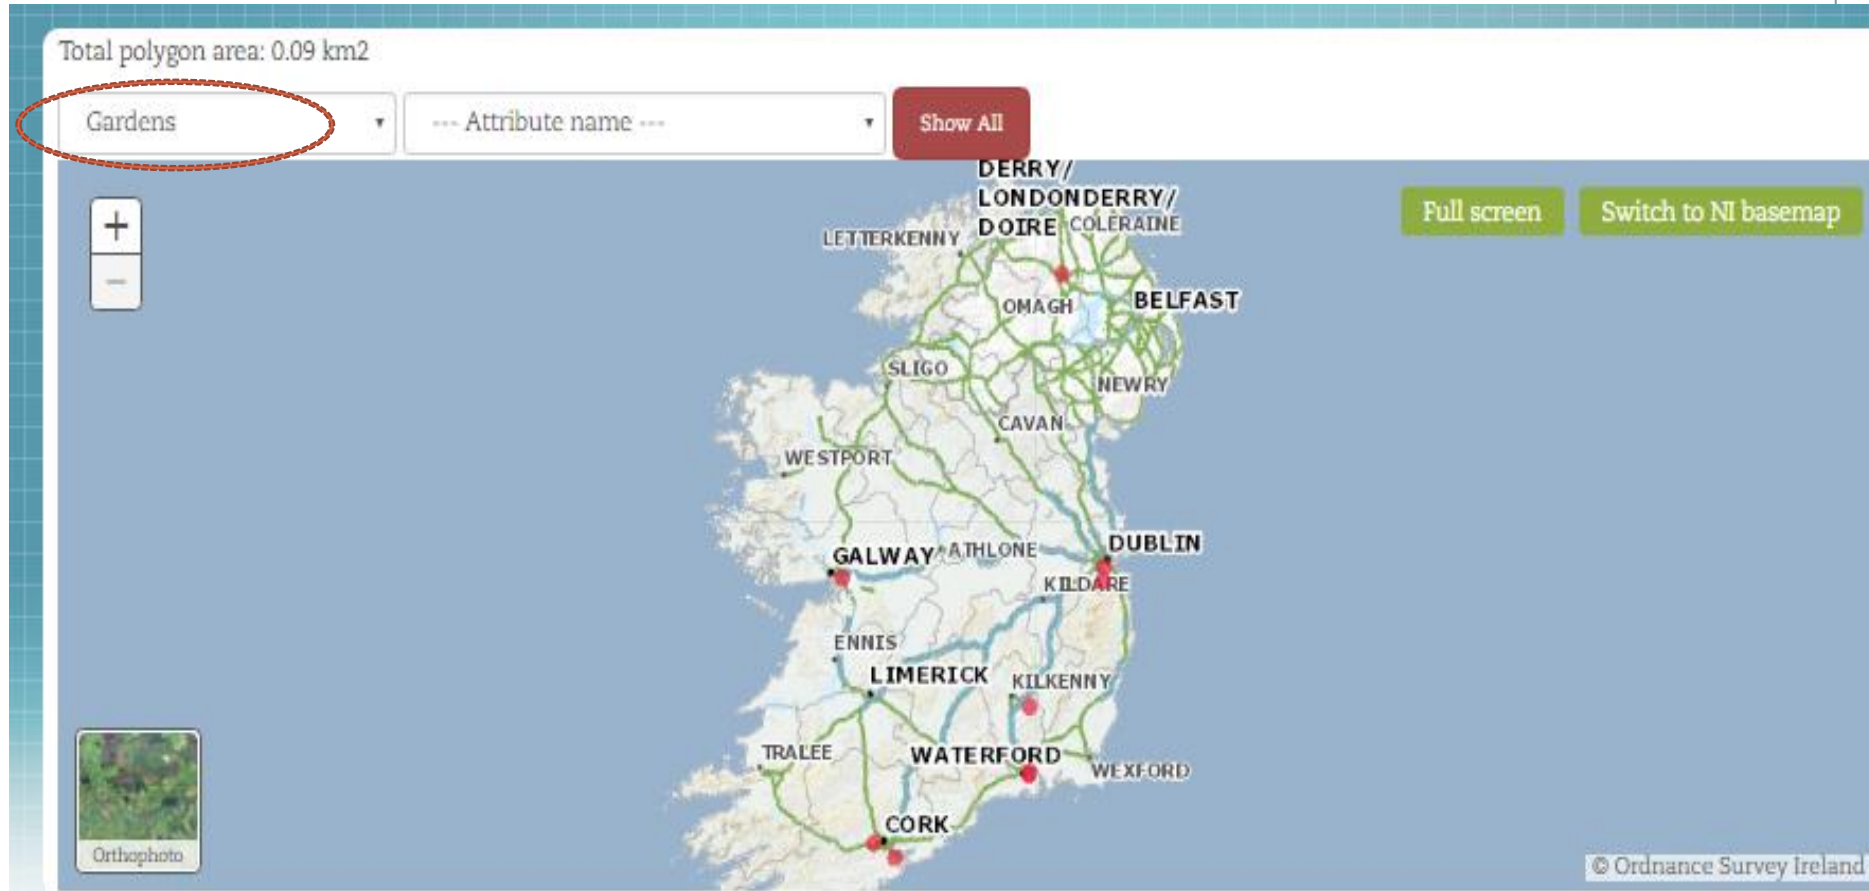 Total polygon area: 0.09 km2
Gardens
--- Attribute name ---
Show All
DERRY/
LONDONDERRY/
DOIRE
COLERAINE
LETTERKENNY
Full screen
Switch to NI basemap
+
−
OMAGH
BELFAST
SLIGO
NEWRY
CAVAN
WESTPORT
DUBLIN
GALWAY
ATHLONE
KILDARE
ENNIS
LIMERICK
KILKENNY
TRALEE
WATERFORD
WEXFORD
CORK
Orthophoto
© Ordnance Survey Ireland